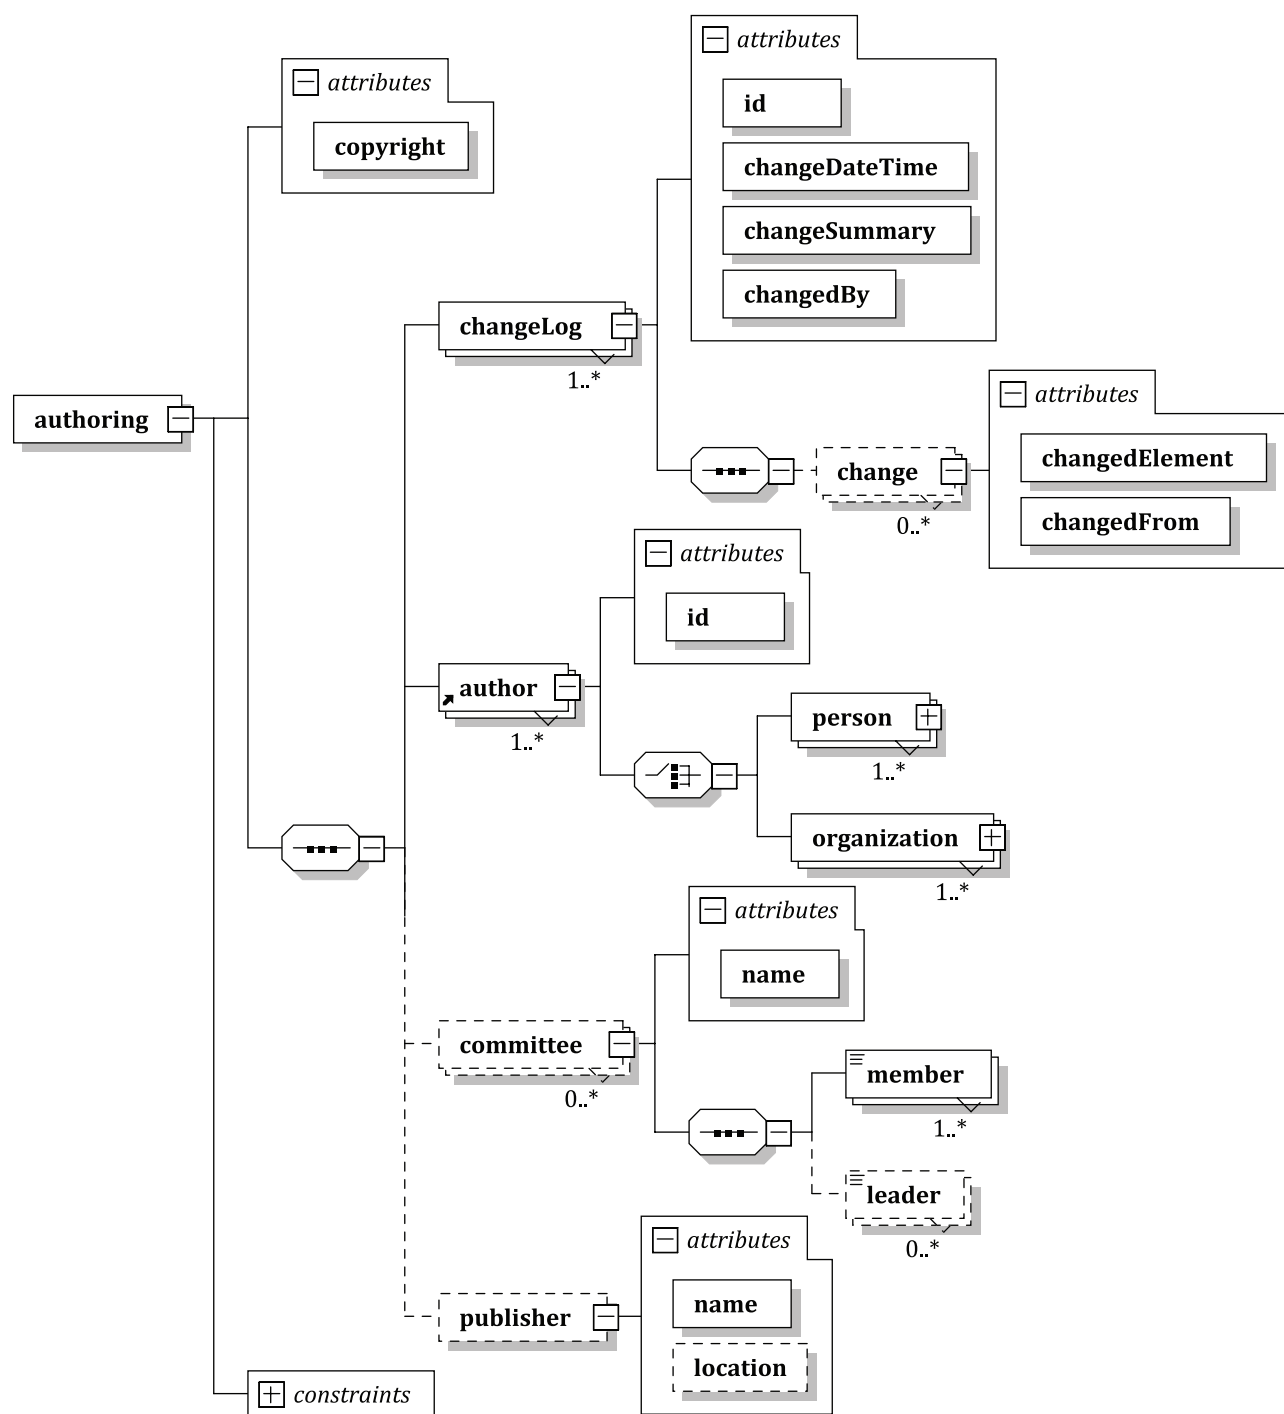 attributes
id
changeDateTime
changeSummary
changedBy
attributes
copyright
changeLog
1..*
authoring
attributes
changedElement
changedFrom
change
0..*
attributes
id
author
1..*
person
1..*
organization
1..*
attributes
name
committee
0..*
member
1..*
leader
0..*
attributes
name
location
publisher
constraints